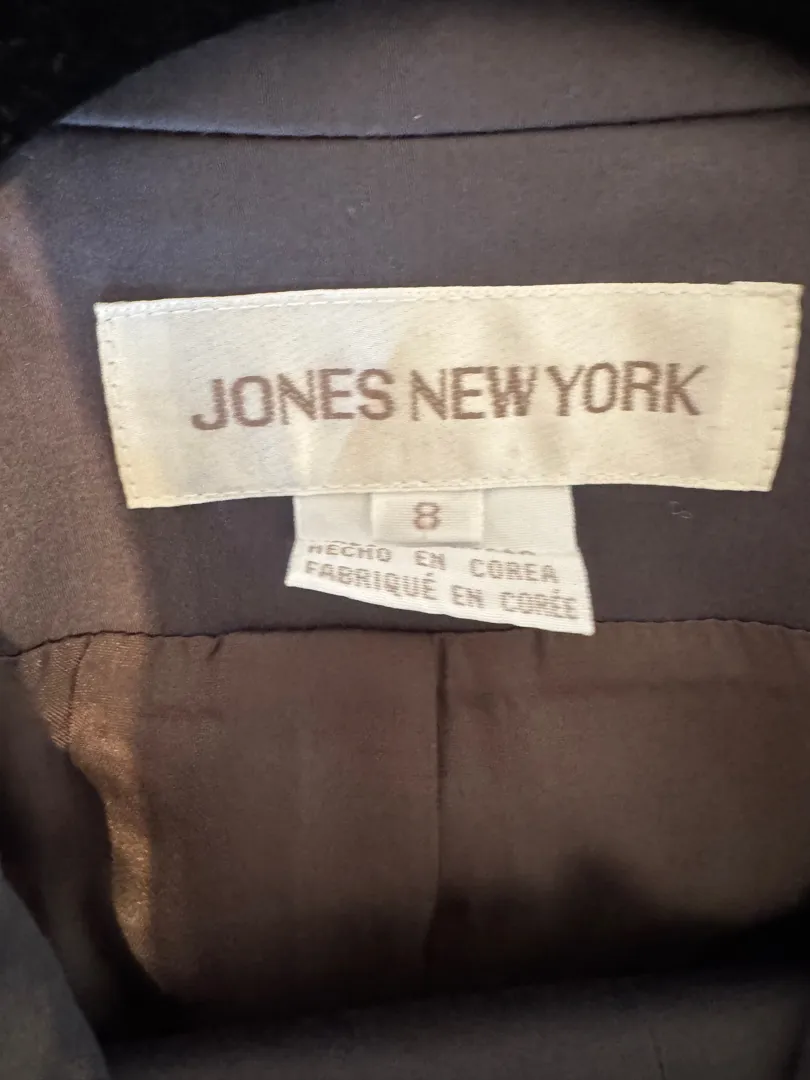 JONES NEW YORK
8
HECHO EN COREA
FABRIQUÉ EN CORÉE